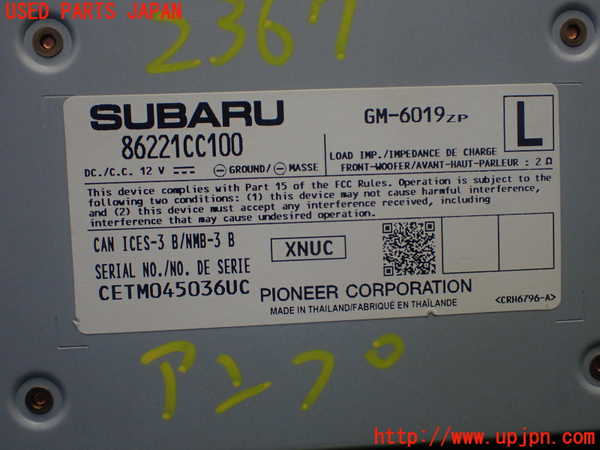 USED PARTS JAPAN
2367
SUBARU
86221CC100
GM-6019ZP
L
DC./C.C. 12 V
GROUND/ MASSE
LOAD IMP./IMPEDANCE DE CHARGE
FRONT-WOOFER/AVANT-HAUT-PARLEUR : 2 Ω
This device complies with Part 15 of the FCC Rules. Operation is subject to the
following two conditions: (1) this device may not cause harmful interference,
and (2) this device must accept any interference received, including
interference that may cause undesired operation.
CAN ICES-3 B/NMB-3 B
XNUC
SERIAL NO./NO. DE SERIE
CETM045036UC
PIONEER CORPORATION
MADE IN THAILAND/FABRIQUÉ EN THAÏLANDE
<CRH6796-A>
アンプ
UPJ
http://www.upjpn.com/